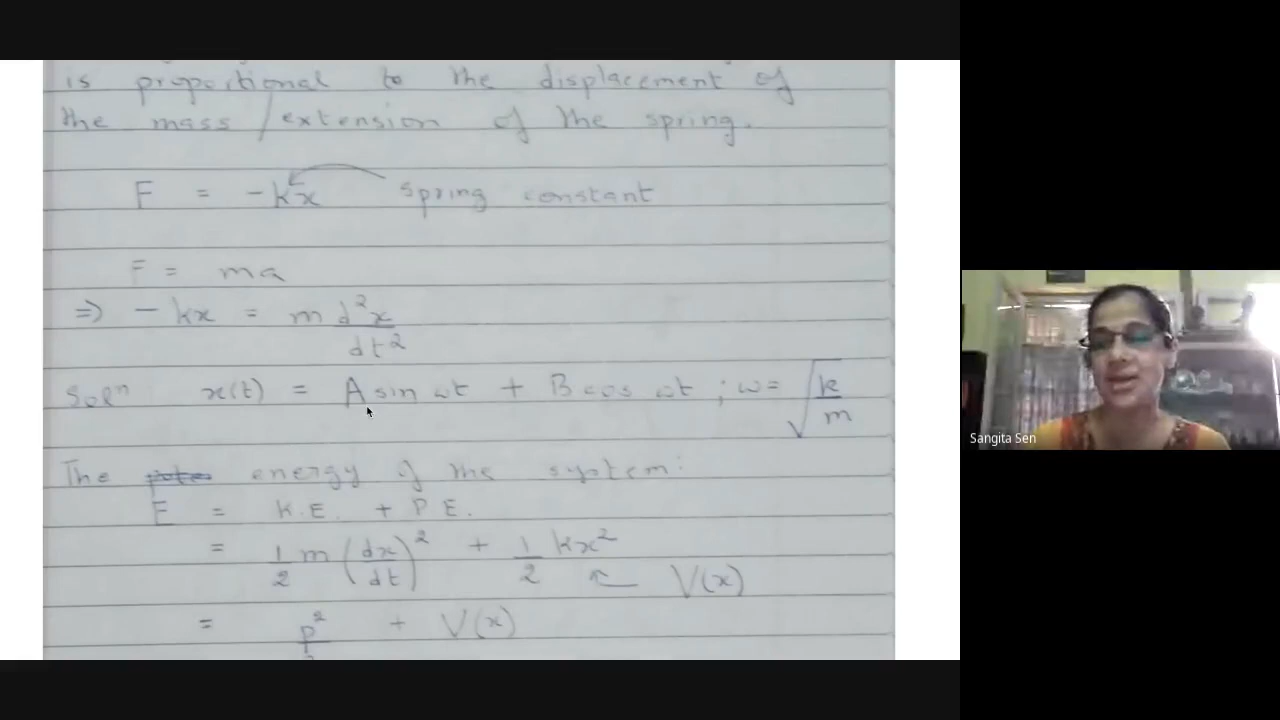 is proportional to the displacement of
the mass / extension of the spring.
F = -kx spring constant
F = ma
⇒ - kx = m d²x/dt²
Solⁿ x(t) = A sin ωt + B cos ωt ; ω = √k/m
The energy of the system:
E = K.E. + P.E.
= 1/2 m (dx/dt)² + 1/2 kx² ← V(x)
= p² + V(x)
Sangita Sen